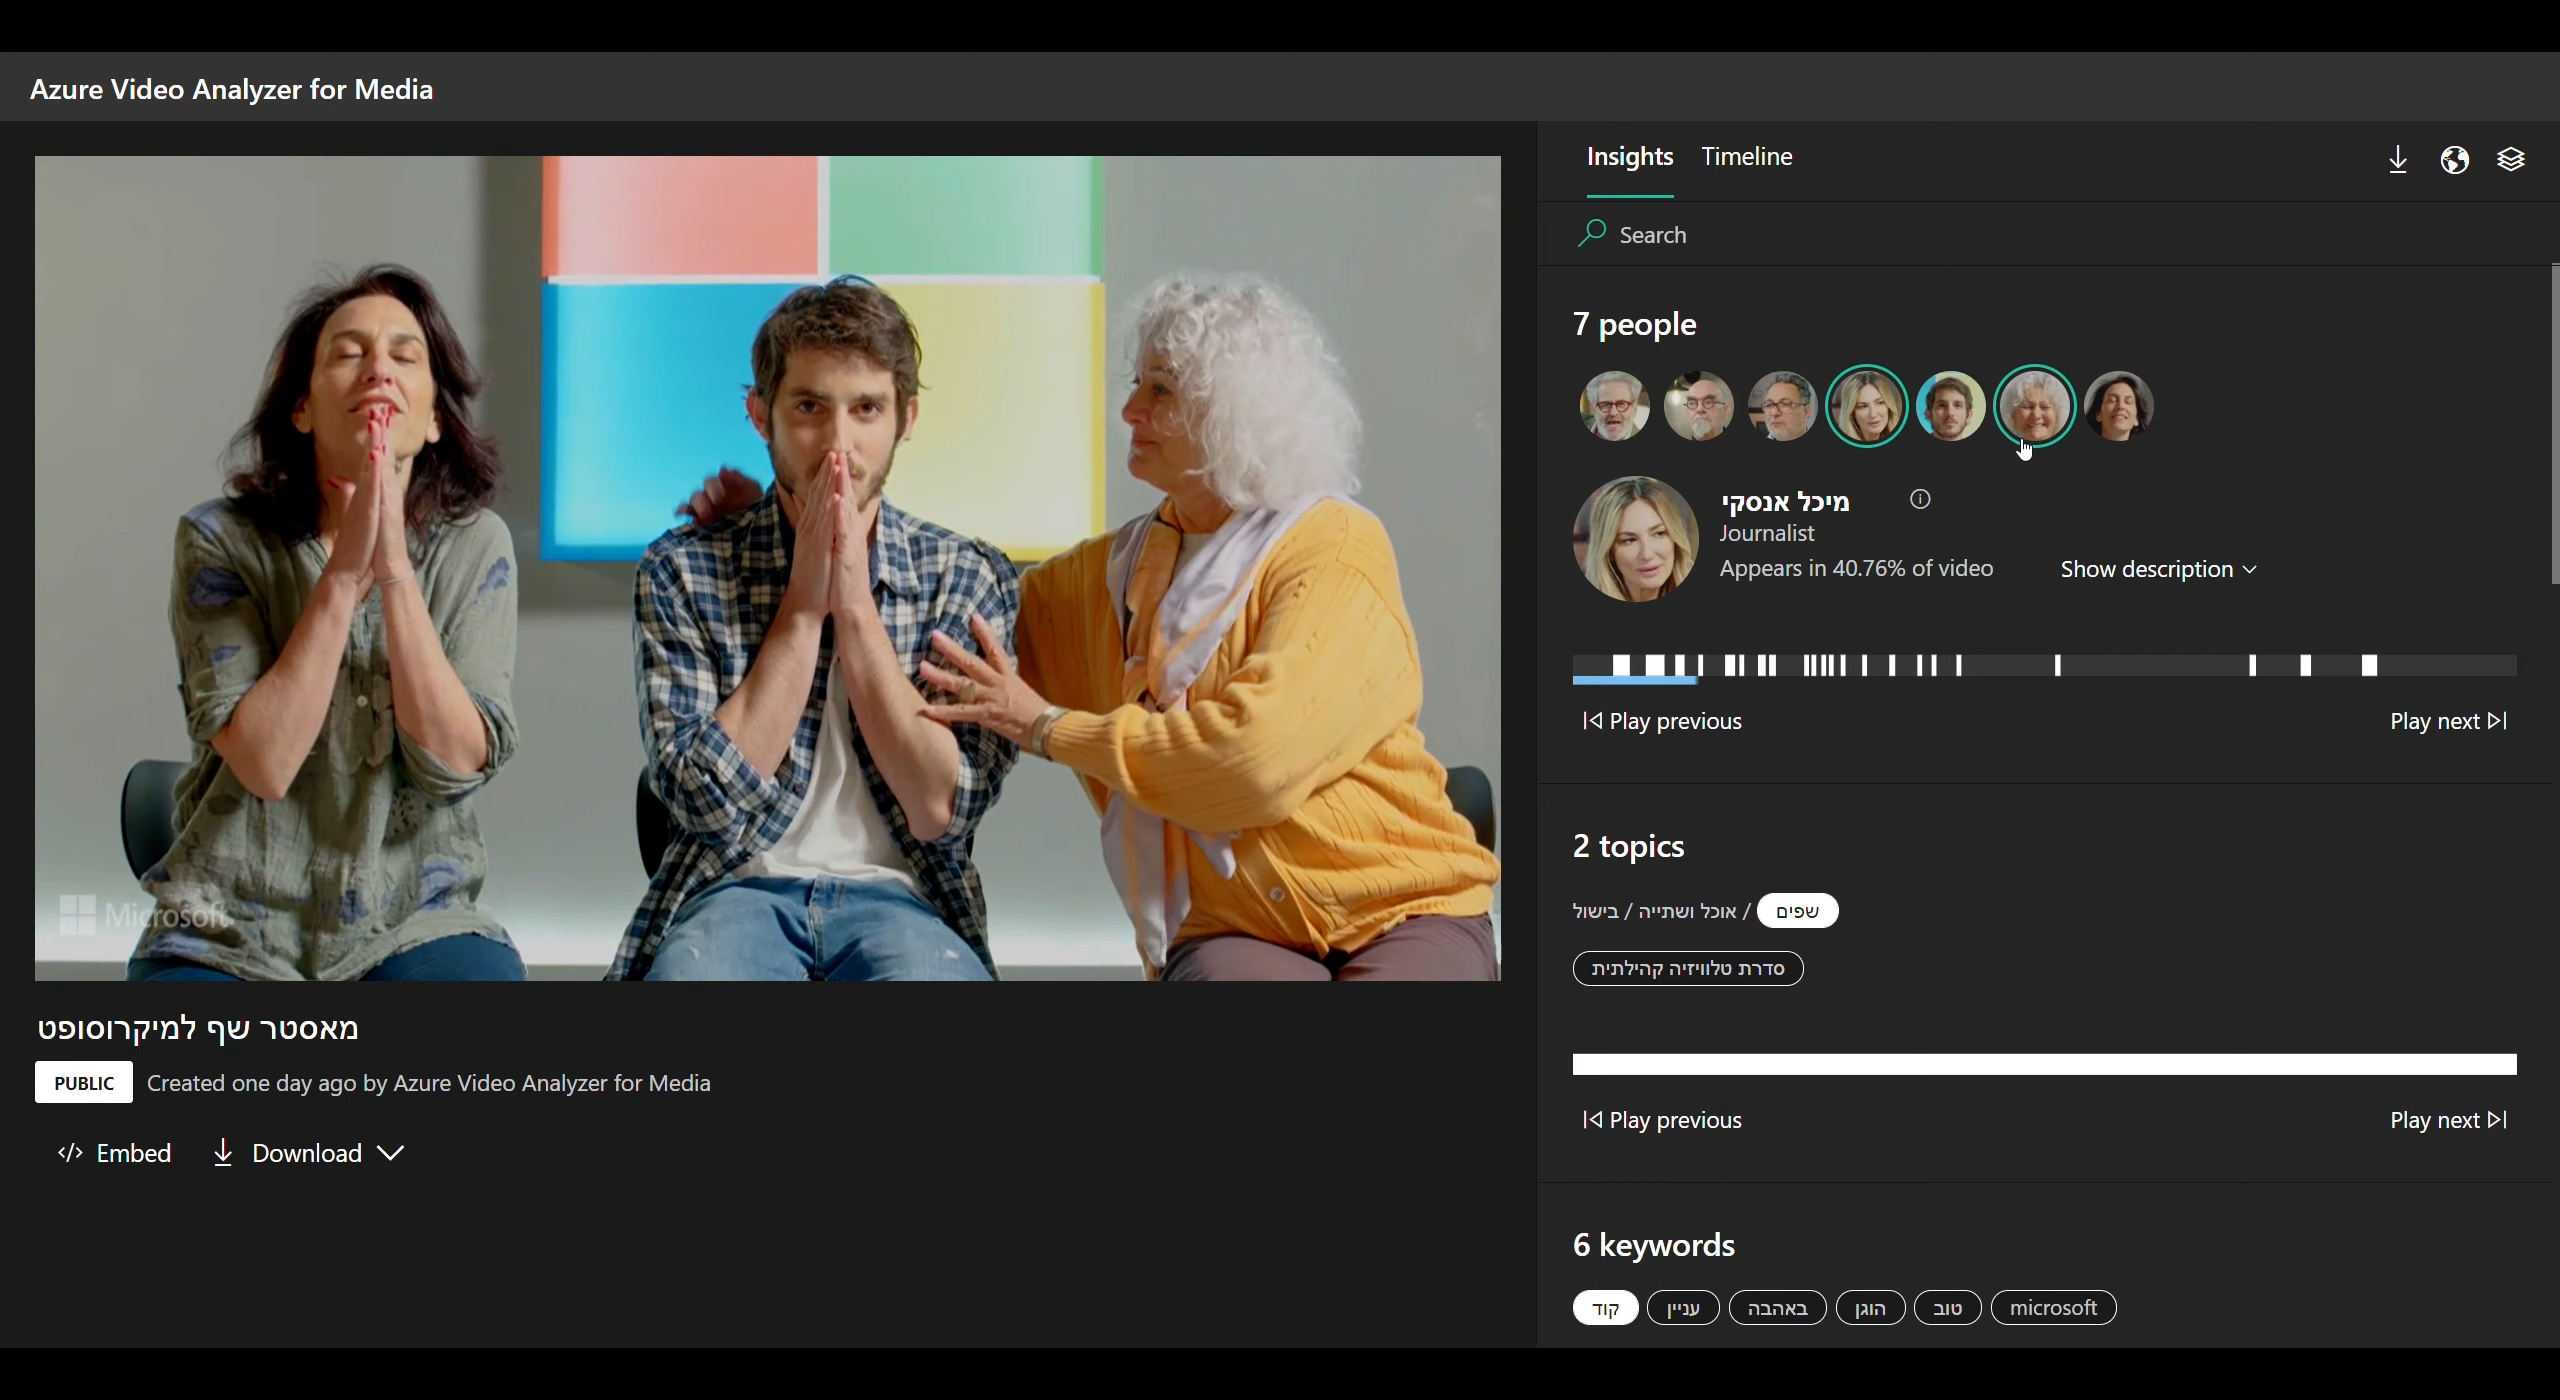 Azure Video Analyzer for Media
Microsoft
מאסטר שף למיקרוסופט
PUBLIC Created one day ago by Azure Video Analyzer for Media
Embed Download
Insights Timeline
Search
7 people
מיכל אנסקי
Journalist
Appears in 40.76% of video Show description
Play previous Play next
2 topics
שפים / אוכל ושתייה / בישול
סדרת טלוויזיה קהילתית
Play previous Play next
6 keywords
קוד עניין באהבה הוגן טוב microsoft